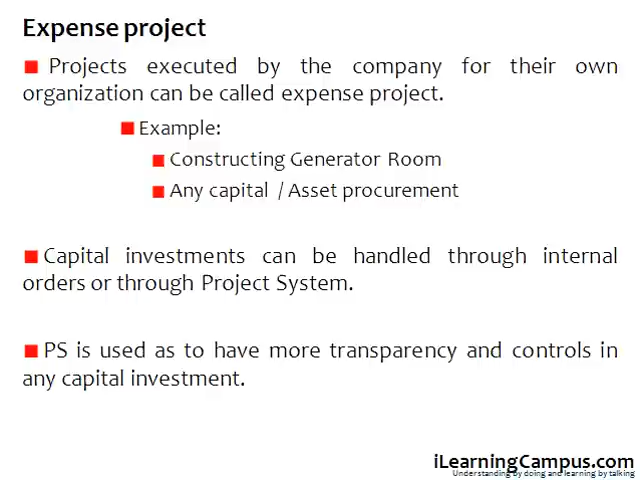 Expense project
Projects executed by the company for their own
organization can be called expense project.
Example:
Constructing Generator Room
Any capital / Asset procurement
Capital investments can be handled through internal
orders or through Project System.
PS is used as to have more transparency and controls in
any capital investment.
iLearningCampus.com
Understanding by doing and learning by talking